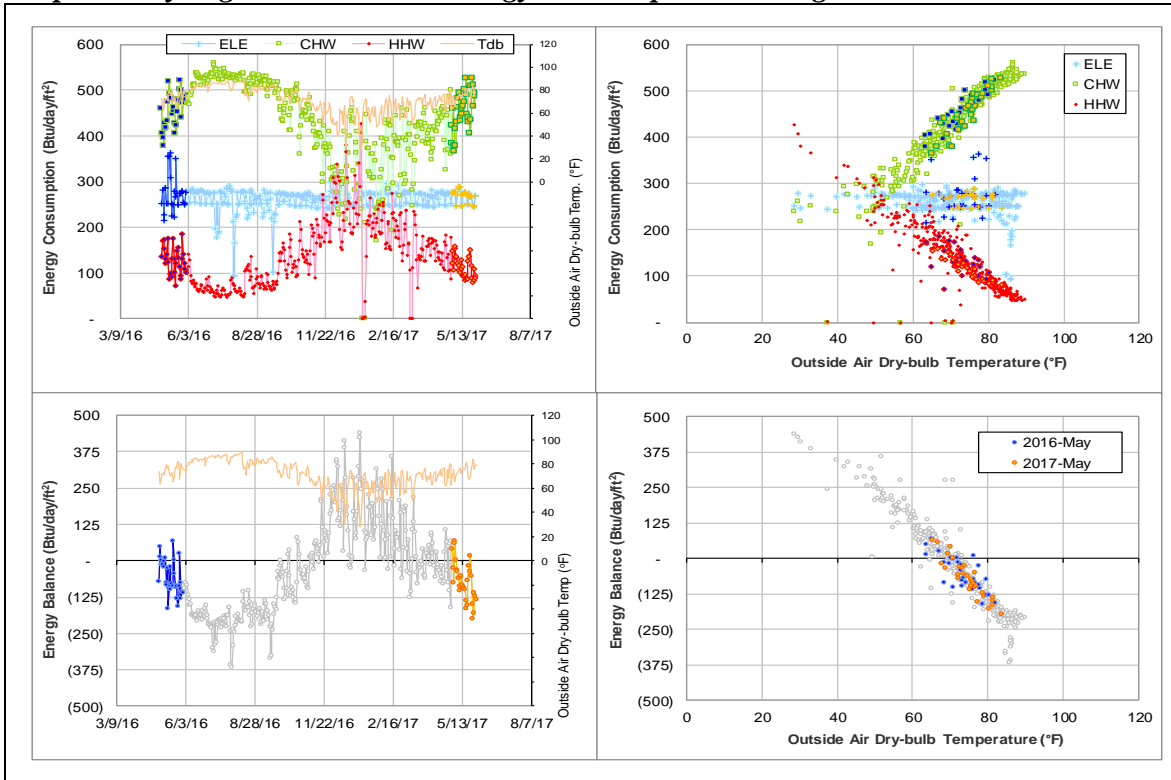 ELE CHW HHW Tdb
Energy Consumption (Btu/day/ft²)
600
500
400
300
200
100
-
120
100
80
60
40
20
0
Outside Air Dry-bulb Temp. (°F)
3/9/16 6/3/16 8/28/16 11/22/16 2/16/17 5/13/17 8/7/17
Energy Consumption (Btu/day/ft²)
600
500
400
300
200
100
-
ELE
CHW
HHW
0 20 40 60 80 100 120
Outside Air Dry-bulb Temperature (°F)
Energy Balance (Btu/day/ft²)
500
375
250
125
-
(125)
(250)
(375)
(500)
120
100
80
60
40
20
0
Outside Air Dry-bulb Temp (°F)
3/9/16 6/3/16 8/28/16 11/22/16 2/16/17 5/13/17 8/7/17
Energy Balance (Btu/day/ft²)
500
375
250
125
-
(125)
(250)
(375)
(500)
2016-May
2017-May
0 20 40 60 80 100 120
Outside Air Dry-bulb Temperature (°F)